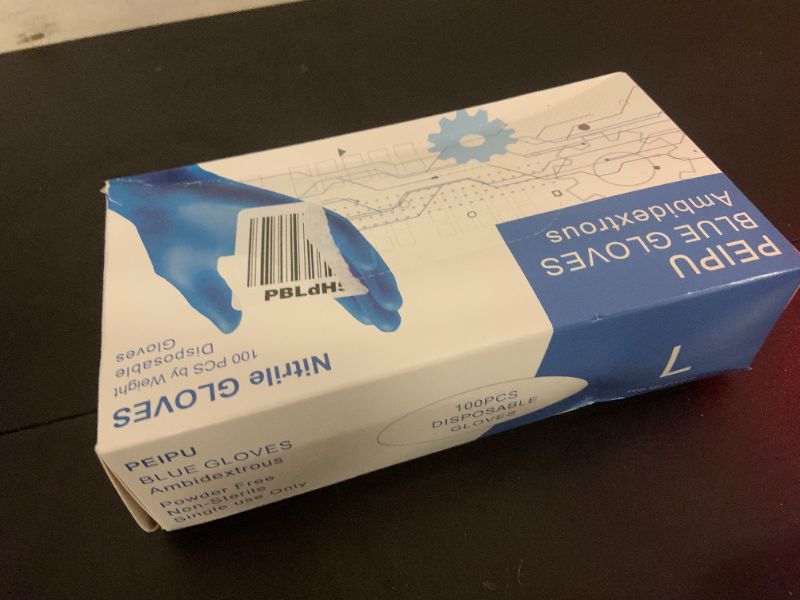 PEIPU
BLUE GLOVES
Ambidextrous
L
PBLdH
Nitrile GLOVES
100 PCS by Weight
Disposable
Gloves
100PCS
DISPOSABLE
GLOVES
PEIPU
BLUE GLOVES
Ambidextrous
Powder Free
Non-Sterile
Single use Only